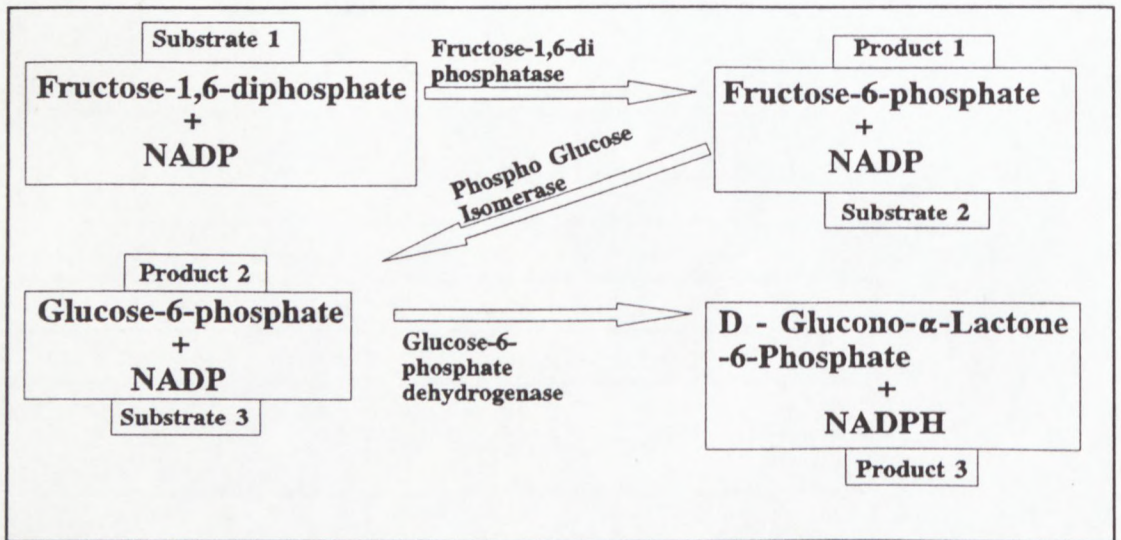 Substrate 1
Fructose-1,6-diphosphate
+
NADP
Fructose-1,6-di
phosphatase
Product 1
Fructose-6-phosphate
+
NADP
Substrate 2
Phospho Glucose
Isomerase
Product 2
Glucose-6-phosphate
+
NADP
Substrate 3
Glucose-6-
phosphate
dehydrogenase
D - Glucono-α-Lactone
-6-Phosphate
+
NADPH
Product 3